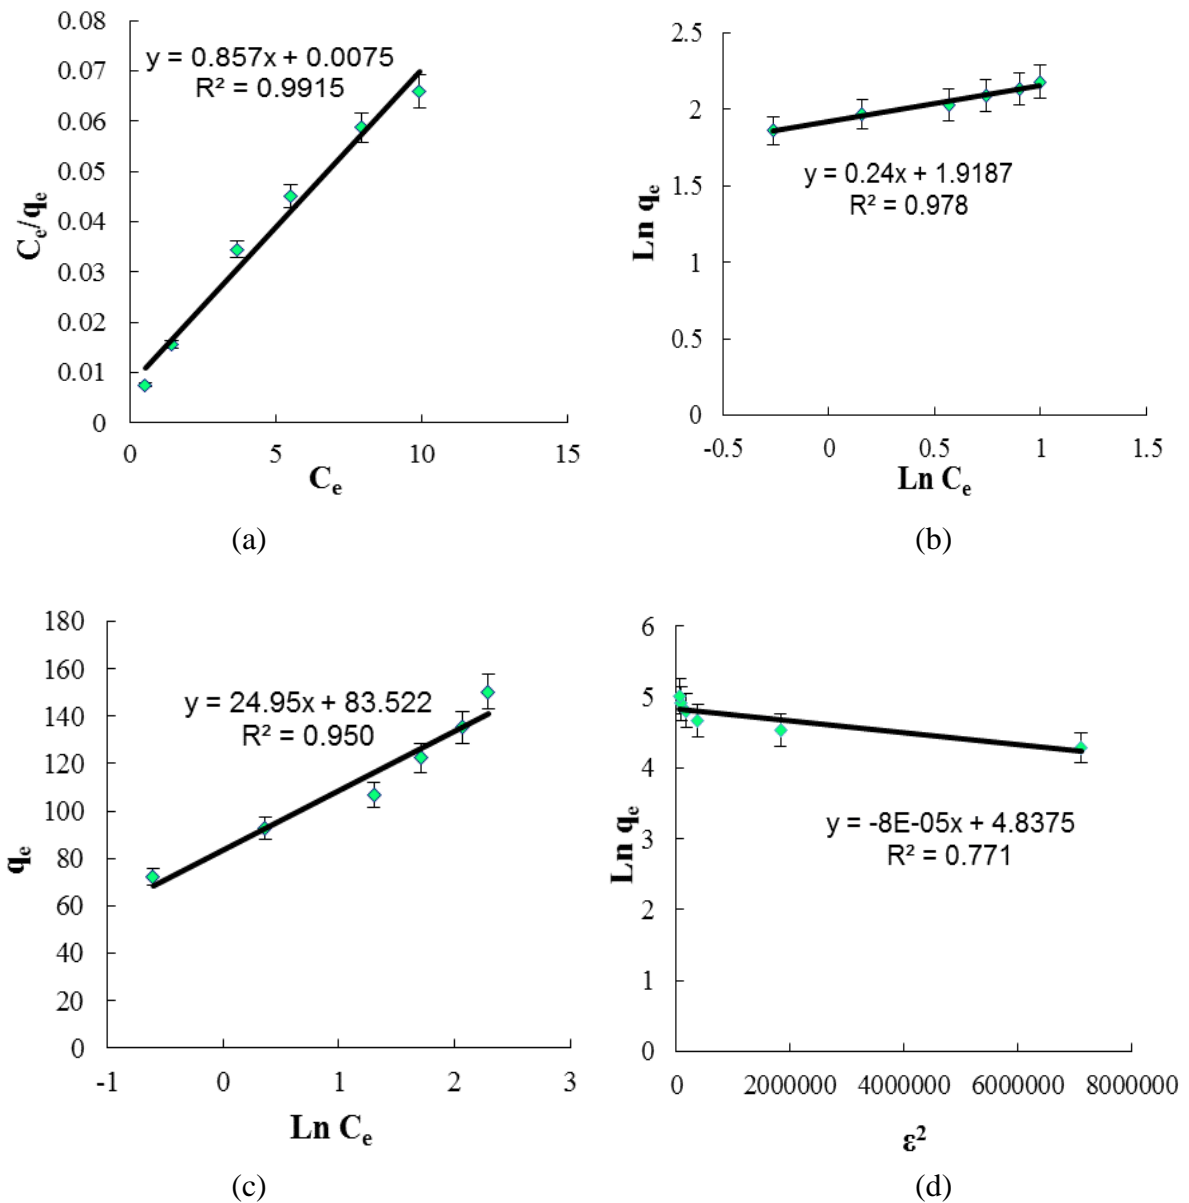 0.08
0.07
0.06
0.05
0.04
0.03
0.02
0.01
0
y = 0.857x + 0.0075
R² = 0.9915
0 5 10 15
Cₑ/qₑ
Cₑ
(a)
2.5
2
1.5
1
0.5
0
y = 0.24x + 1.9187
R² = 0.978
-0.5 0 0.5 1 1.5
Ln qₑ
Ln Cₑ
(b)
180
160
140
120
100
80
60
40
20
0
y = 24.95x + 83.522
R² = 0.950
-1 0 1 2 3
qₑ
Ln Cₑ
(c)
6
5
4
3
2
1
0
y = -8E-05x + 4.8375
R² = 0.771
0 2000000 4000000 6000000 8000000
Ln qₑ
ε²
(d)